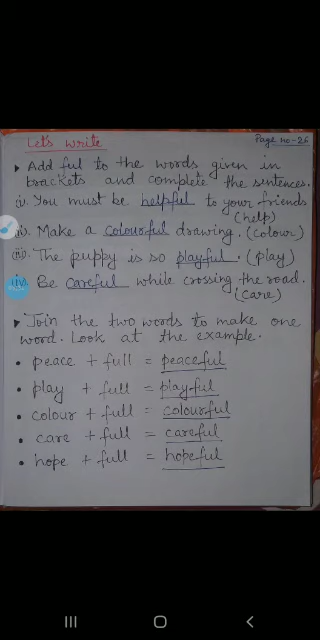 Let's write
Page no-26
▸ Add ful to the words given in
brackets and complete the sentences.
(i). You must be helpful to your friends
(help)
(ii). Make a colourful drawing. (colour)
(iii). The puppy is so playful. (play)
(iv). Be careful while crossing the road.
(care)
▸ Join the two words to make one
word. Look at the example.
• peace + full = peaceful
• play + full = playful
• colour + full = colourful
• care + full = careful
• hope + full = hopeful